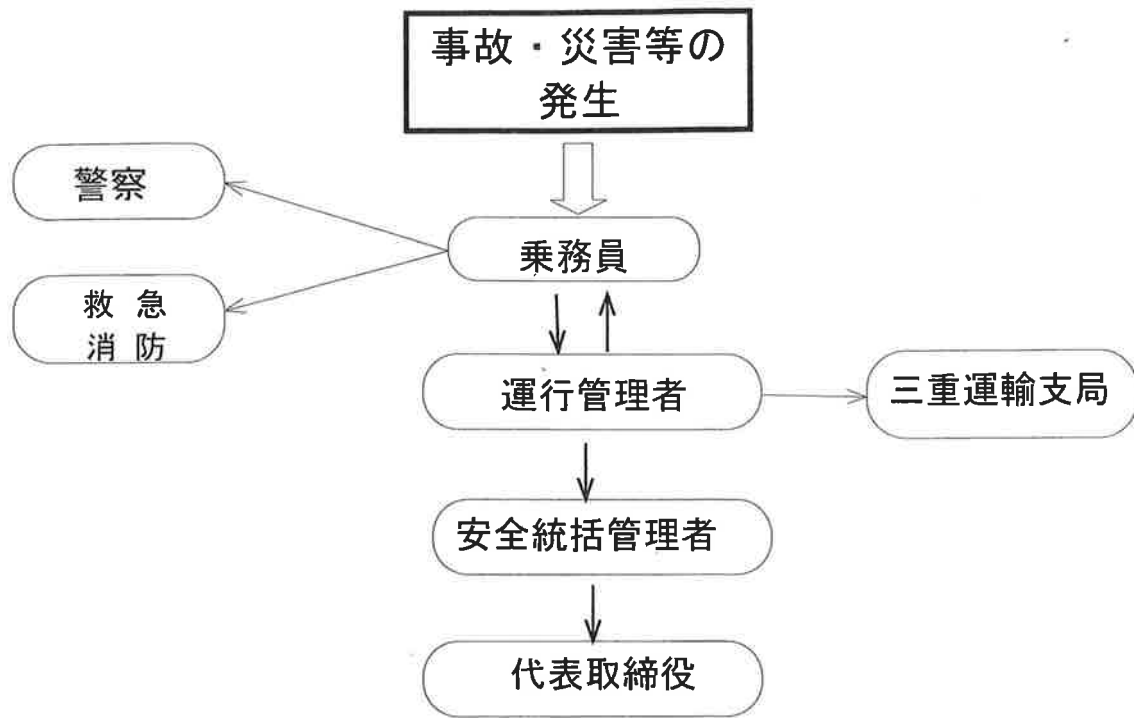 事故・災害等の
発生
警察
乗務員
救急
消防
運行管理者
三重運輸支局
安全統括管理者
代表取締役